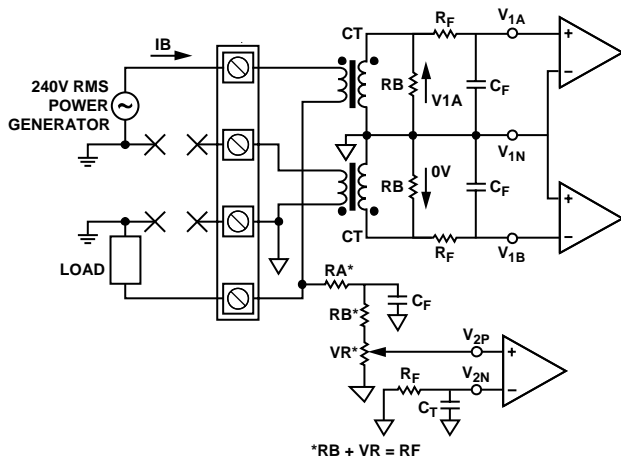 IB
240V RMS
POWER
GENERATOR
LOAD
CT
RB
V1A
RF
CF
V1A
V1N
RB
0V
CF
CT
RF
V1B
RA*
CF
RB*
VR*
V2P
RF
V2N
CT
+
−
+
−
+
−
*RB + VR = RF